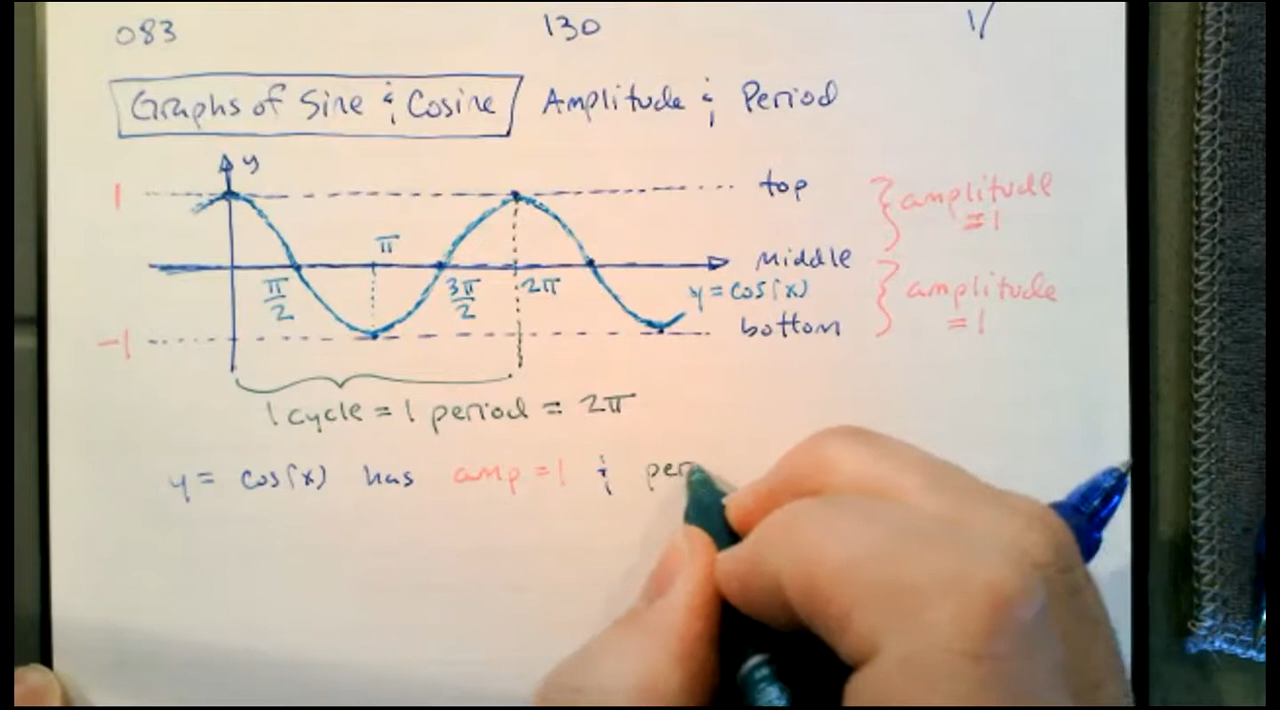 083 130 1/
Graphs of Sine & Cosine Amplitude & Period
y
1 top } amplitude = 1
π
Middle
π/2 3π/2 2π y = cos(x) } amplitude = 1
-1 bottom
1 cycle = 1 period = 2π
y = cos(x) has amp = 1 & per